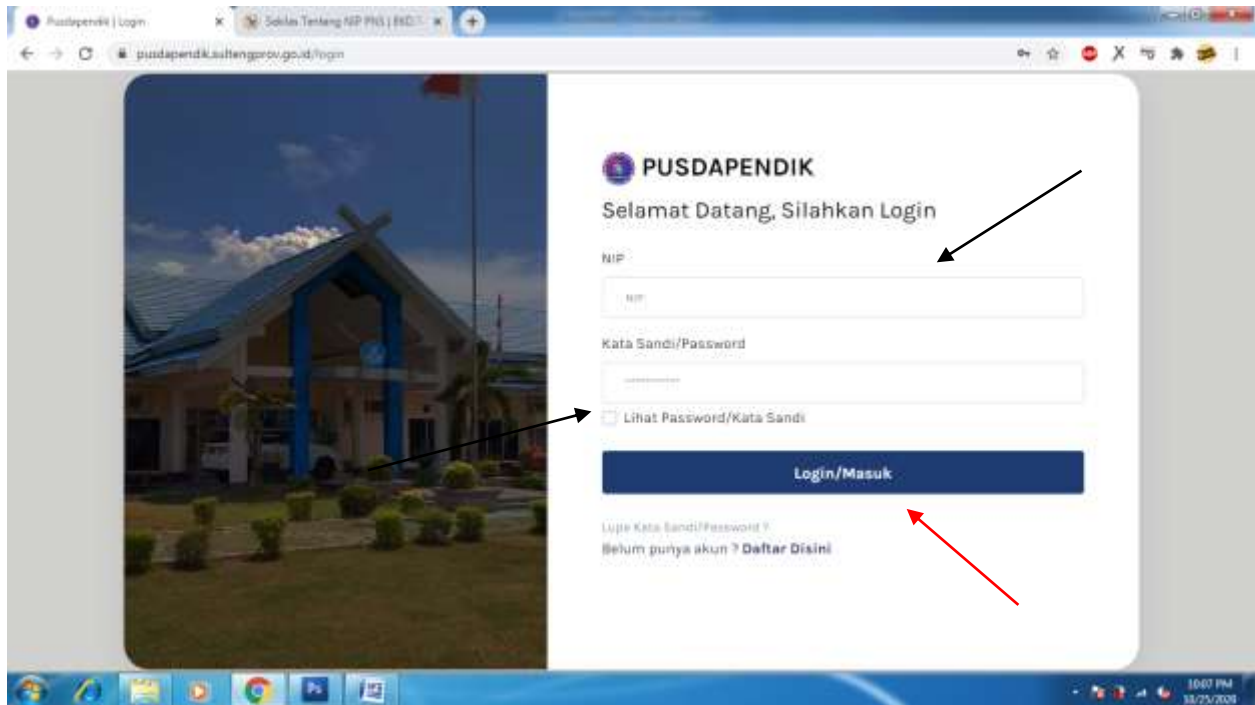 Pusdapendik | Login
Sekilas Tentang NIP PNS | BKD
pusdapendik.sultengprov.go.id/login
PUSDAPENDIK
Selamat Datang, Silahkan Login
NIP
NIP
Kata Sandi/Password
Lihat Password/Kata Sandi
Login/Masuk
Lupa Kata Sandi/Password ?
Belum punya akun ? Daftar Disini
Ps
10:07 PM